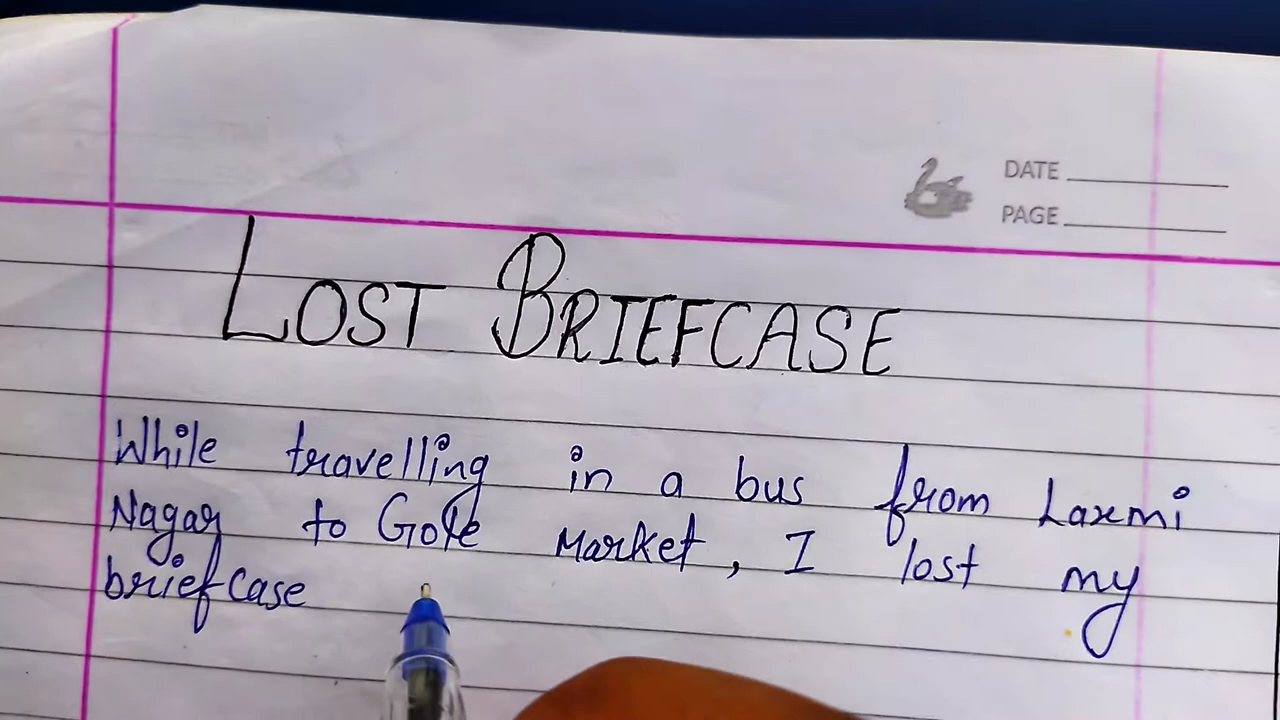 DATE
PAGE
LOST BRIEFCASE
While travelling in a bus from Laxmi
Nagar to Gole Market, I lost my
briefcase